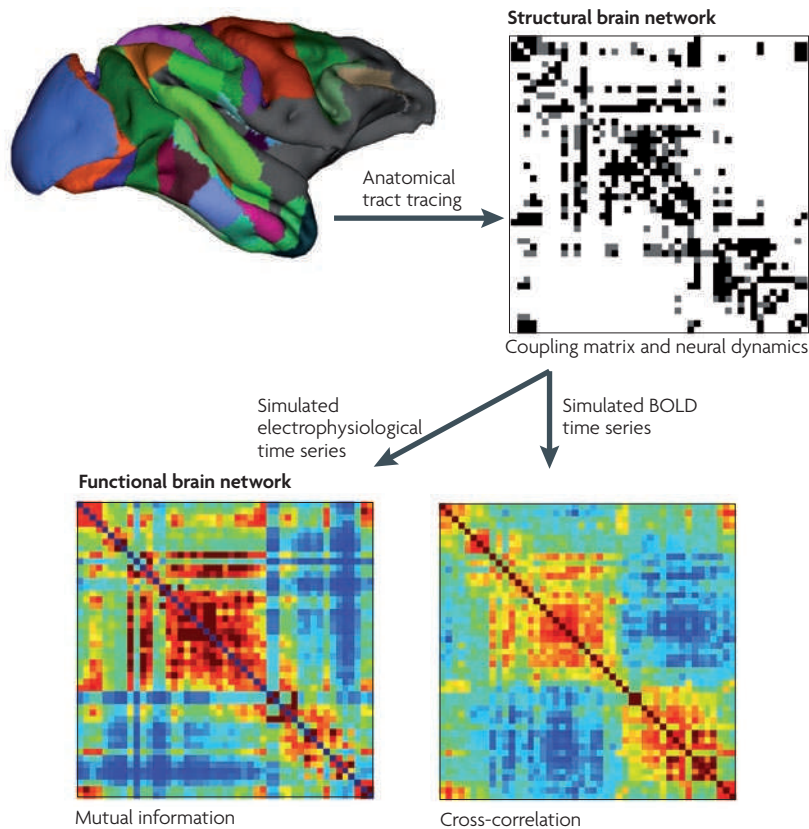 Structural brain network
Anatomical
tract tracing
Coupling matrix and neural dynamics
Simulated
electrophysiological
time series
Simulated BOLD
time series
Functional brain network
Mutual information
Cross-correlation